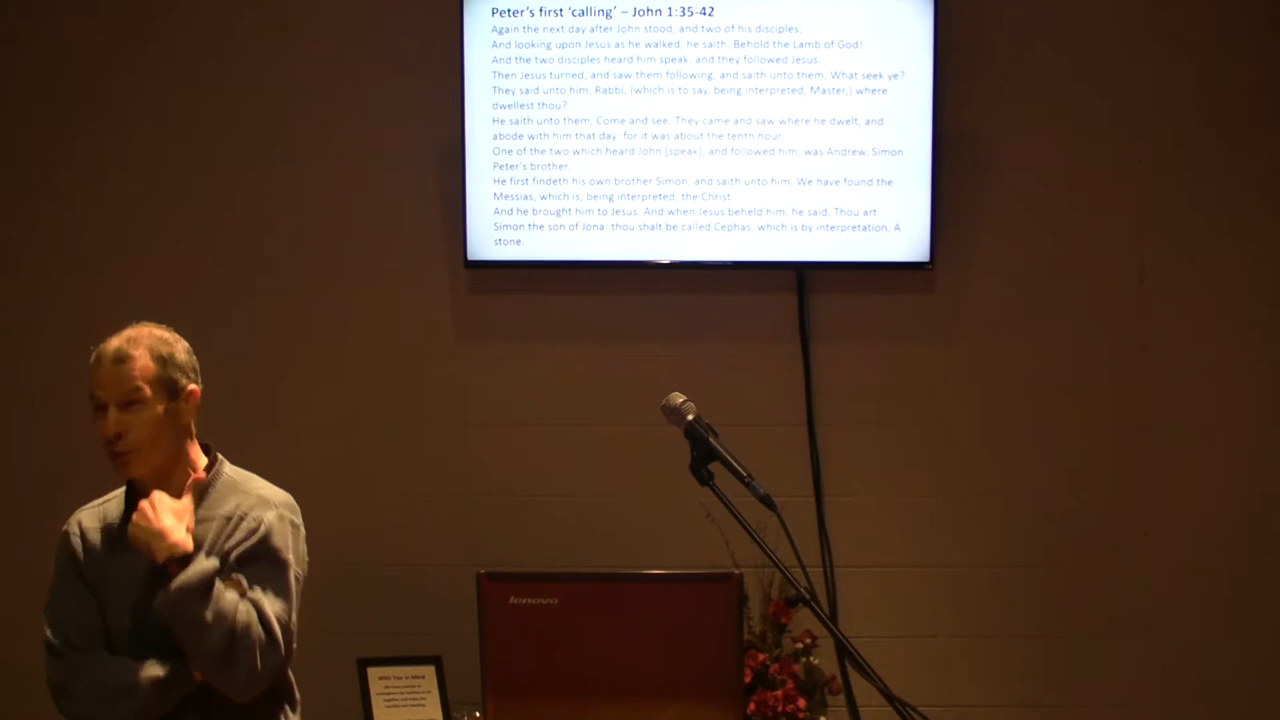 Peter's first 'calling' – John 1:35-42
Again the next day after John stood, and two of his disciples;
And looking upon Jesus as he walked, he saith, Behold the Lamb of God!
And the two disciples heard him speak, and they followed Jesus.
Then Jesus turned, and saw them following, and saith unto them, What seek ye?
They said unto him, Rabbi, (which is to say, being interpreted, Master,) where
dwellest thou?
He saith unto them, Come and see. They came and saw where he dwelt, and
abode with him that day: for it was about the tenth hour.
One of the two which heard John [speak], and followed him, was Andrew, Simon
Peter's brother.
He first findeth his own brother Simon, and saith unto him, We have found the
Messias, which is, being interpreted, the Christ.
And he brought him to Jesus. And when Jesus beheld him, he said, Thou art
Simon the son of Jona: thou shalt be called Cephas, which is by interpretation, A
stone.
lenovo
With You in Mind